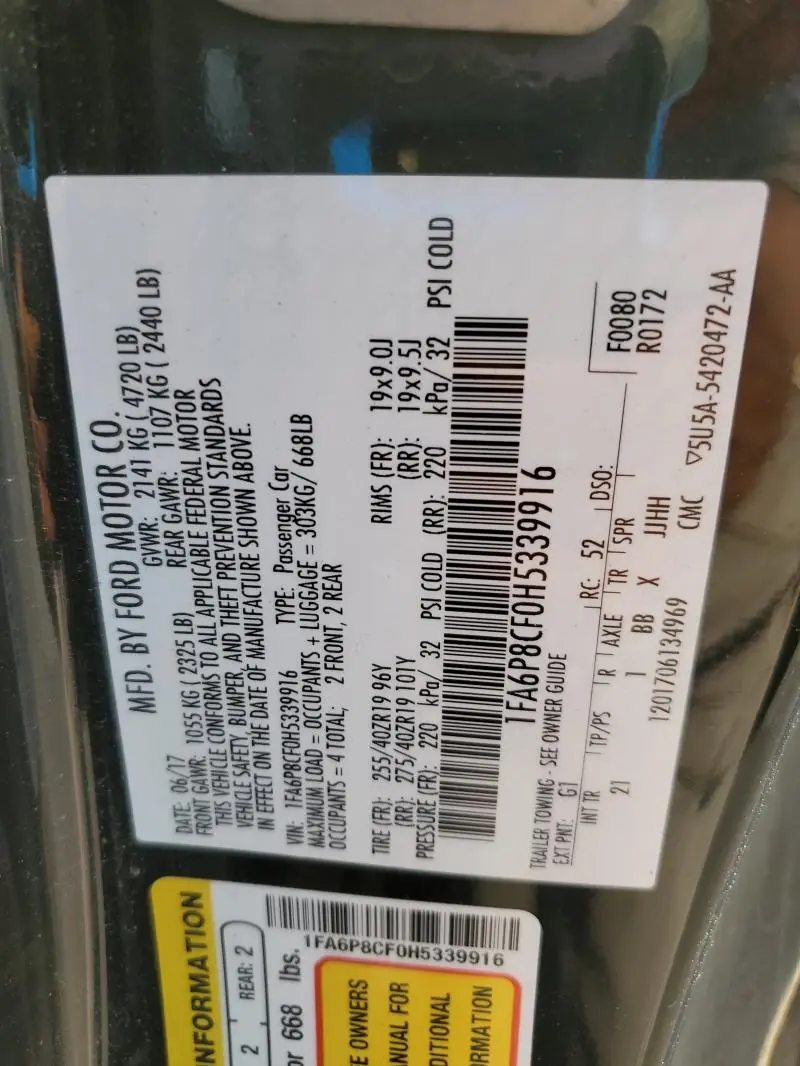 MFD. BY FORD MOTOR CO.
DATE: 06/17 GVWR: 2141 KG ( 4720 LB)
FRONT GAWR: 1055 KG ( 2325 LB) REAR GAWR: 1107 KG ( 2440 LB)
THIS VEHICLE CONFORMS TO ALL APPLICABLE FEDERAL MOTOR
VEHICLE SAFETY, BUMPER, AND THEFT PREVENTION STANDARDS
IN EFFECT ON THE DATE OF MANUFACTURE SHOWN ABOVE.
VIN: 1FA6P8CF0H5339916 TYPE: Passenger Car
MAXIMUM LOAD = OCCUPANTS + LUGGAGE = 303KG/ 668LB
OCCUPANTS = 4 TOTAL; 2 FRONT, 2 REAR
TIRE (FR): 255/40ZR19 96Y RIMS (FR): 19x9.0J
(RR): 275/40ZR19 101Y (RR): 19x9.5J
PRESSURE (FR): 220 kPa/ 32 PSI COLD (RR): 220 kPa/ 32 PSI COLD
1FA6P8CF0H5339916
TRAILER TOWING - SEE OWNER GUIDE
EXT PNT: G1 RC: 52 DSO:
INT TR TP/PS R AXLE TR SPR
21 1 BB X JJHH
F0080
R0172
1201706134969 CMC ▽5U5A-5420472-AA
INFORMATION
2 REAR: 2
or 668 lbs.
1FA6P8CF0H5339916
E OWNERS
ANUAL FOR
DITIONAL
RMATION